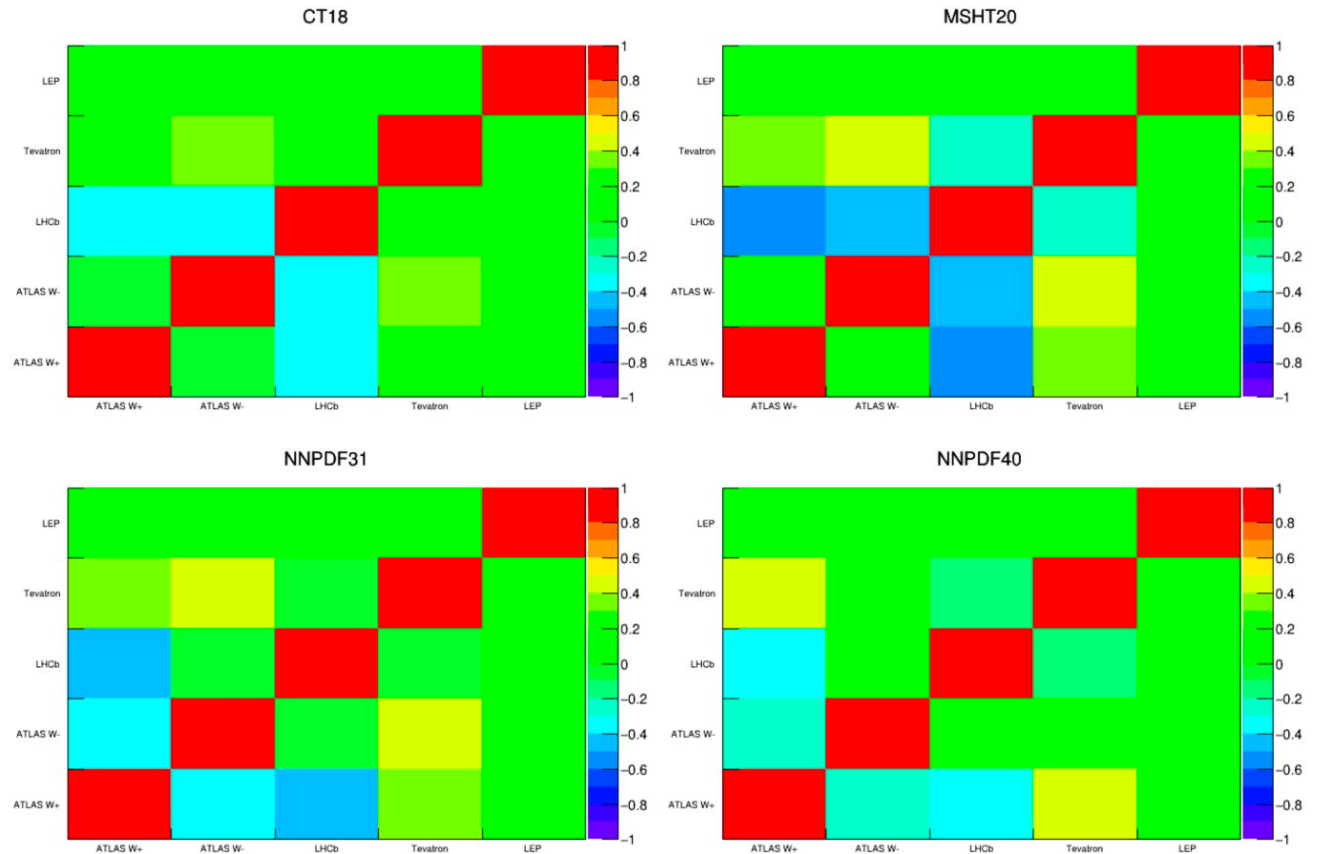 CT18
LEP
Tevatron
LHCb
ATLAS W-
ATLAS W+
ATLAS W+ ATLAS W- LHCb Tevatron LEP
1
0.8
0.6
0.4
0.2
0
−0.2
−0.4
−0.6
−0.8
−1
MSHT20
LEP
Tevatron
LHCb
ATLAS W-
ATLAS W+
ATLAS W+ ATLAS W- LHCb Tevatron LEP
1
0.8
0.6
0.4
0.2
0
−0.2
−0.4
−0.6
−0.8
−1
NNPDF31
LEP
Tevatron
LHCb
ATLAS W-
ATLAS W+
ATLAS W+ ATLAS W- LHCb Tevatron LEP
1
0.8
0.6
0.4
0.2
0
−0.2
−0.4
−0.6
−0.8
−1
NNPDF40
LEP
Tevatron
LHCb
ATLAS W-
ATLAS W+
ATLAS W+ ATLAS W- LHCb Tevatron LEP
1
0.8
0.6
0.4
0.2
0
−0.2
−0.4
−0.6
−0.8
−1